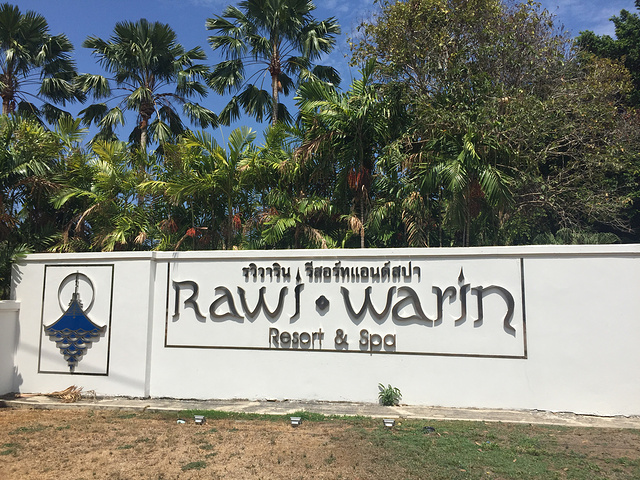 รวิวาริน รีสอร์ทแอนด์สปา
Rawi • Warin
Resort & Spa